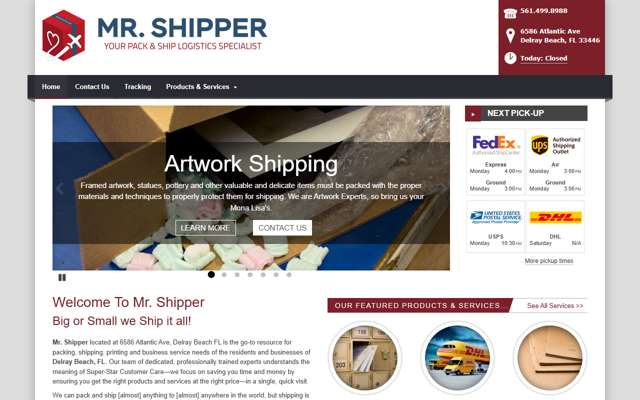 MR. SHIPPER
YOUR PACK & SHIP LOGISTICS SPECIALIST
561.499.8988
6586 Atlantic Ave
Delray Beach, FL 33446
Today: Closed
Home Contact Us Tracking Products & Services
Artwork Shipping
Framed artwork, statues, pottery and other valuable and delicate items must be packed with the proper
materials and techniques to properly protect them for shipping. We are Artwork Experts, so bring us your
Mona Lisa's.
LEARN MORE CONTACT US
NEXT PICK-UP
FedEx
Authorized ShipCenter
Express
Monday 4:00 PM
Ground
Monday 3:00 PM
ups Authorized
Shipping
Outlet
Air
Monday 3:00 PM
Ground
Monday 3:00 PM
UNITED STATES
POSTAL SERVICE
Approved Postal Provider
USPS
Monday 10:30 AM
DHL
DHL
Saturday N/A
More pickup times
Welcome To Mr. Shipper
Big or Small we Ship it all!
Mr. Shipper located at 6586 Atlantic Ave, Delray Beach FL is the go-to resource for
packing, shipping, printing and business service needs of the residents and businesses of
Delray Beach, FL. Our team of dedicated, professionally trained experts understands the
meaning of Super-Star Customer Care—we focus on saving you time and money by
ensuring you get the right products and services at the right price—in a single, quick visit.
We can pack and ship [almost] anything to [almost] anywhere in the world, but shipping is
OUR FEATURED PRODUCTS & SERVICES...
See All Services >>
203
DHL